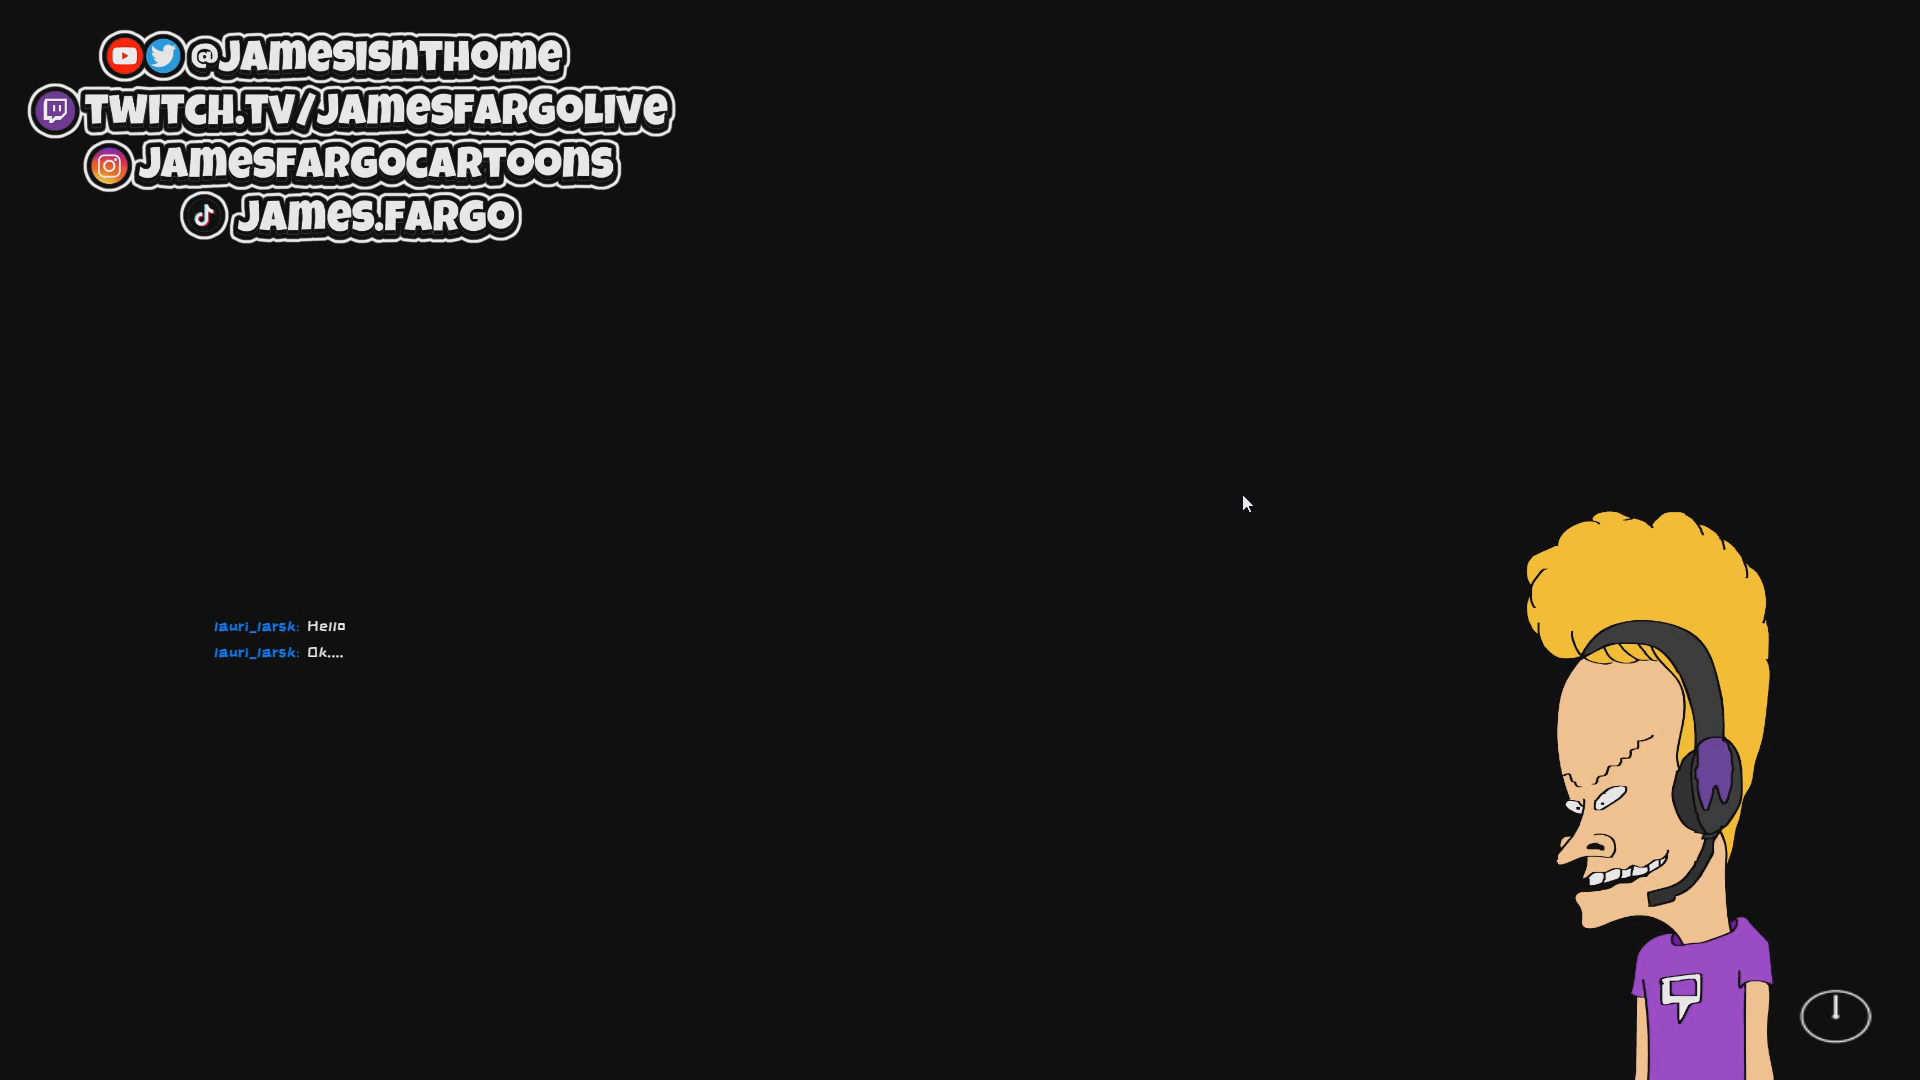 @JAMESISNTHOME
TWITCH.TV/JAMESFARGOLIVE
JAMESFARGOCARTOONS
JAMES.FARGO
lauri_larsk: Hello
lauri_larsk: Ok....